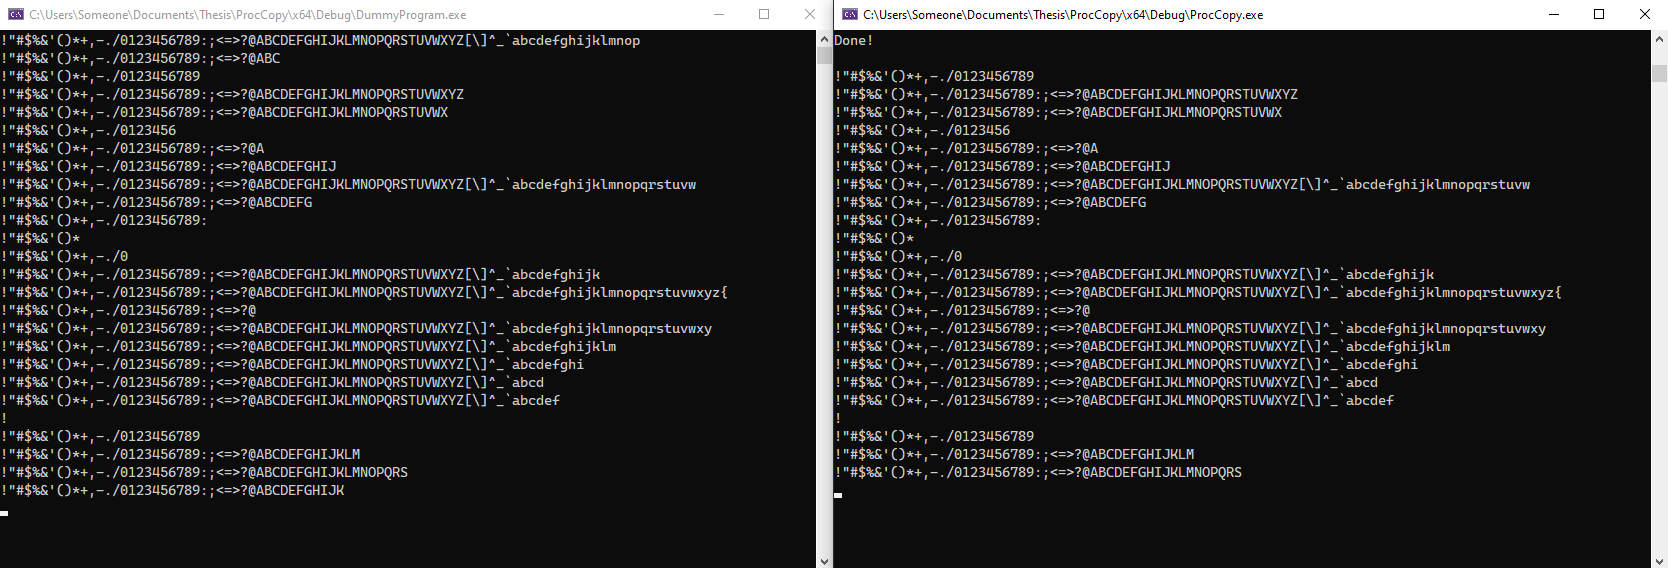 C:\Users\Someone\Documents\Thesis\ProcCopy\x64\Debug\DummyProgram.exe
!"#$%&'()*+,-./0123456789:;<=>?@ABCDEFGHIJKLMNOPQRSTUVWXYZ[\]^_`abcdefghijklmnop
!"#$%&'()*+,-./0123456789:;<=>?@ABC
!"#$%&'()*+,-./0123456789
!"#$%&'()*+,-./0123456789:;<=>?@ABCDEFGHIJKLMNOPQRSTUVWXYZ
!"#$%&'()*+,-./0123456789:;<=>?@ABCDEFGHIJKLMNOPQRSTUVWX
!"#$%&'()*+,-./0123456
!"#$%&'()*+,-./0123456789:;<=>?@A
!"#$%&'()*+,-./0123456789:;<=>?@ABCDEFGHIJ
!"#$%&'()*+,-./0123456789:;<=>?@ABCDEFGHIJKLMNOPQRSTUVWXYZ[\]^_`abcdefghijklmnopqrstuvw
!"#$%&'()*+,-./0123456789:;<=>?@ABCDEFG
!"#$%&'()*+,-./0123456789:
!"#$%&'()*
!"#$%&'()*+,-./0
!"#$%&'()*+,-./0123456789:;<=>?@ABCDEFGHIJKLMNOPQRSTUVWXYZ[\]^_`abcdefghijk
!"#$%&'()*+,-./0123456789:;<=>?@ABCDEFGHIJKLMNOPQRSTUVWXYZ[\]^_`abcdefghijklmnopqrstuvwxyz{
!"#$%&'()*+,-./0123456789:;<=>?@
!"#$%&'()*+,-./0123456789:;<=>?@ABCDEFGHIJKLMNOPQRSTUVWXYZ[\]^_`abcdefghijklmnopqrstuvwxy
!"#$%&'()*+,-./0123456789:;<=>?@ABCDEFGHIJKLMNOPQRSTUVWXYZ[\]^_`abcdefghijklm
!"#$%&'()*+,-./0123456789:;<=>?@ABCDEFGHIJKLMNOPQRSTUVWXYZ[\]^_`abcdefghi
!"#$%&'()*+,-./0123456789:;<=>?@ABCDEFGHIJKLMNOPQRSTUVWXYZ[\]^_`abcd
!"#$%&'()*+,-./0123456789:;<=>?@ABCDEFGHIJKLMNOPQRSTUVWXYZ[\]^_`abcdef
!
!"#$%&'()*+,-./0123456789
!"#$%&'()*+,-./0123456789:;<=>?@ABCDEFGHIJKLM
!"#$%&'()*+,-./0123456789:;<=>?@ABCDEFGHIJKLMNOPQRS
!"#$%&'()*+,-./0123456789:;<=>?@ABCDEFGHIJK
C:\Users\Someone\Documents\Thesis\ProcCopy\x64\Debug\ProcCopy.exe
Done!
!"#$%&'()*+,-./0123456789
!"#$%&'()*+,-./0123456789:;<=>?@ABCDEFGHIJKLMNOPQRSTUVWXYZ
!"#$%&'()*+,-./0123456789:;<=>?@ABCDEFGHIJKLMNOPQRSTUVWX
!"#$%&'()*+,-./0123456
!"#$%&'()*+,-./0123456789:;<=>?@A
!"#$%&'()*+,-./0123456789:;<=>?@ABCDEFGHIJ
!"#$%&'()*+,-./0123456789:;<=>?@ABCDEFGHIJKLMNOPQRSTUVWXYZ[\]^_`abcdefghijklmnopqrstuvw
!"#$%&'()*+,-./0123456789:;<=>?@ABCDEFG
!"#$%&'()*+,-./0123456789:
!"#$%&'()*
!"#$%&'()*+,-./0
!"#$%&'()*+,-./0123456789:;<=>?@ABCDEFGHIJKLMNOPQRSTUVWXYZ[\]^_`abcdefghijk
!"#$%&'()*+,-./0123456789:;<=>?@ABCDEFGHIJKLMNOPQRSTUVWXYZ[\]^_`abcdefghijklmnopqrstuvwxyz{
!"#$%&'()*+,-./0123456789:;<=>?@
!"#$%&'()*+,-./0123456789:;<=>?@ABCDEFGHIJKLMNOPQRSTUVWXYZ[\]^_`abcdefghijklmnopqrstuvwxy
!"#$%&'()*+,-./0123456789:;<=>?@ABCDEFGHIJKLMNOPQRSTUVWXYZ[\]^_`abcdefghijklm
!"#$%&'()*+,-./0123456789:;<=>?@ABCDEFGHIJKLMNOPQRSTUVWXYZ[\]^_`abcdefghi
!"#$%&'()*+,-./0123456789:;<=>?@ABCDEFGHIJKLMNOPQRSTUVWXYZ[\]^_`abcd
!"#$%&'()*+,-./0123456789:;<=>?@ABCDEFGHIJKLMNOPQRSTUVWXYZ[\]^_`abcdef
!
!"#$%&'()*+,-./0123456789
!"#$%&'()*+,-./0123456789:;<=>?@ABCDEFGHIJKLM
!"#$%&'()*+,-./0123456789:;<=>?@ABCDEFGHIJKLMNOPQRS